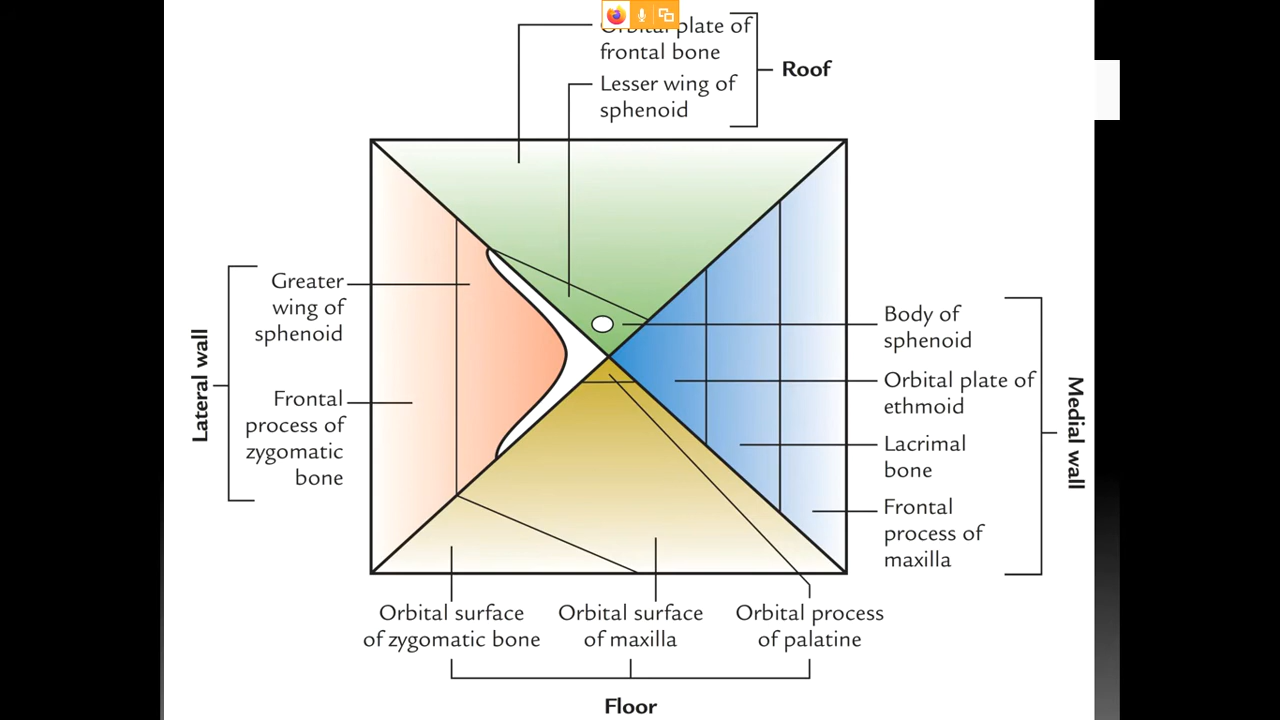 Orbital plate of
frontal bone
Lesser wing of
sphenoid
Roof
Greater
wing of
sphenoid
Frontal
process of
zygomatic
bone
Lateral wall
Body of
sphenoid
Orbital plate of
ethmoid
Lacrimal
bone
Frontal
process of
maxilla
Medial wall
Orbital surface
of zygomatic bone
Orbital surface
of maxilla
Orbital process
of palatine
Floor